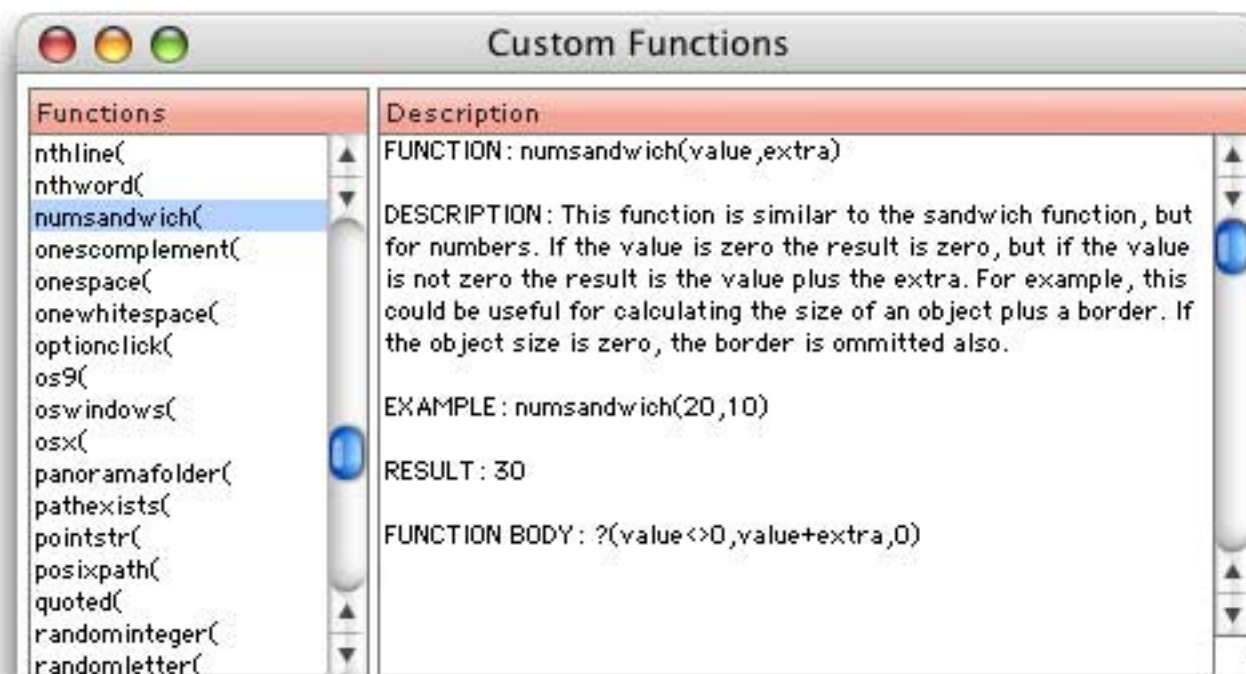 Custom Functions
Functions
nthline(
nthword(
numsandwich(
onescomplement(
onespace(
onewhitespace(
optionclick(
os9(
oswindows(
osx(
panoramafolder(
pathexists(
pointstr(
posixpath(
quoted(
randominteger(
randomletter(
Description
FUNCTION: numsandwich(value,extra)
DESCRIPTION: This function is similar to the sandwich function, but
for numbers. If the value is zero the result is zero, but if the value
is not zero the result is the value plus the extra. For example, this
could be useful for calculating the size of an object plus a border. If
the object size is zero, the border is ommitted also.
EXAMPLE: numsandwich(20,10)
RESULT: 30
FUNCTION BODY: ?(value<>0,value+extra,0)